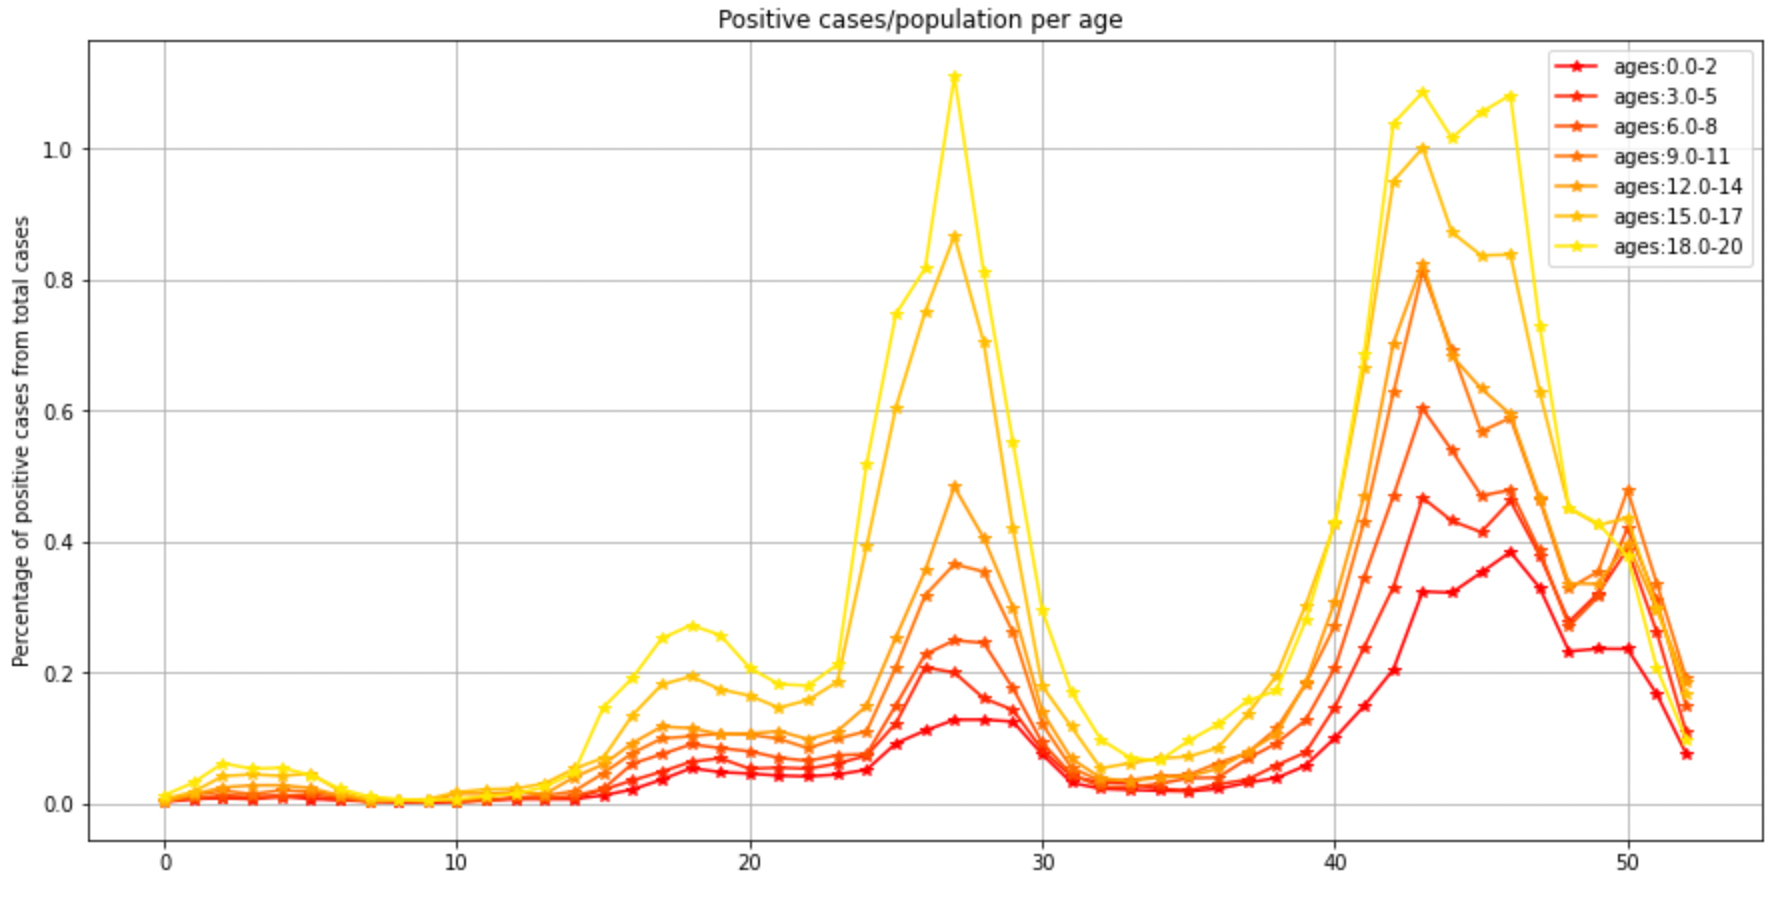 Positive cases/population per age
Percentage of positive cases from total cases
1.0
0.8
0.6
0.4
0.2
0.0
0 10 20 30 40 50
ages:0.0-2
ages:3.0-5
ages:6.0-8
ages:9.0-11
ages:12.0-14
ages:15.0-17
ages:18.0-20